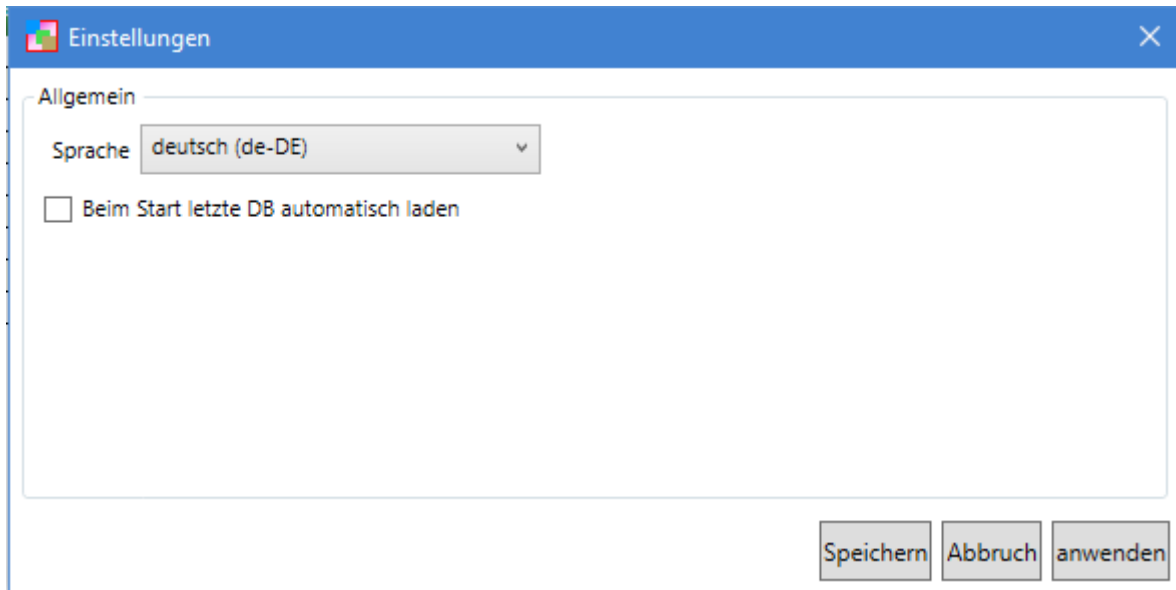 Einstellungen
Allgemein
Sprache deutsch (de-DE)
Beim Start letzte DB automatisch laden
Speichern Abbruch anwenden